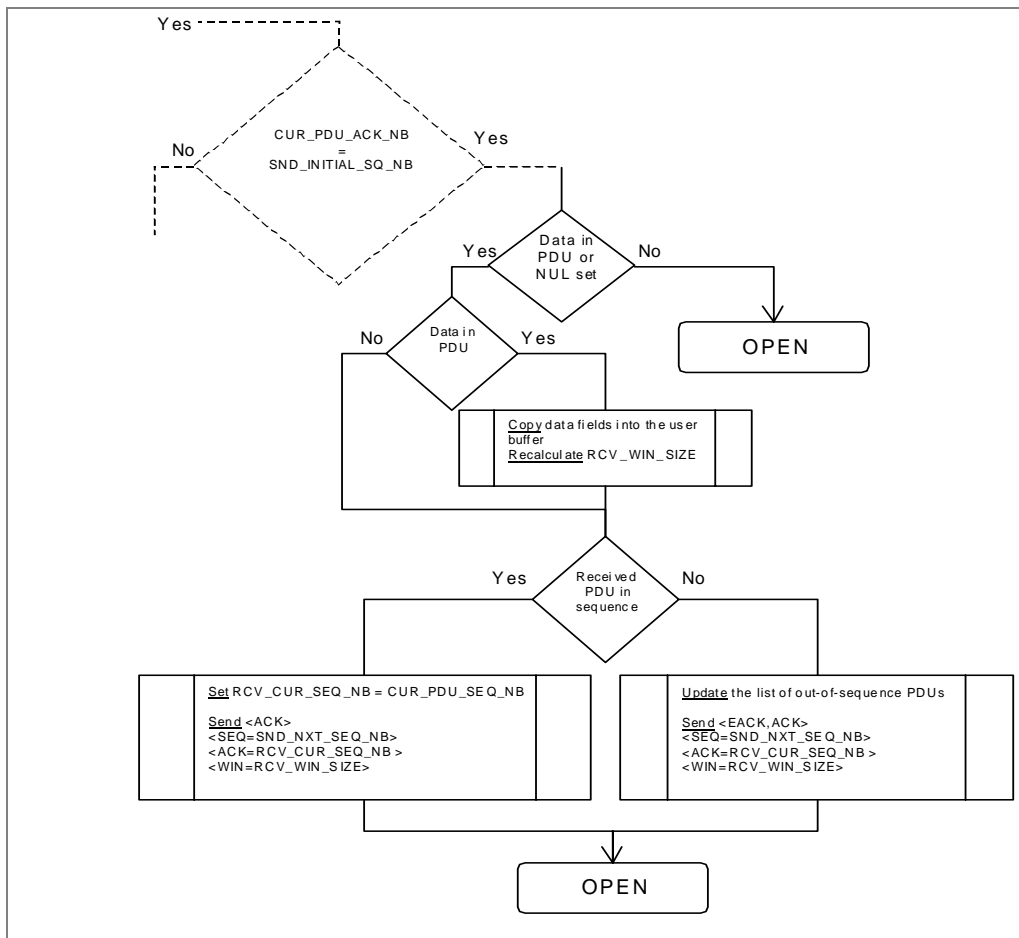 Yes
CUR_PDU_ACK_NB
=
SND_INITIAL_SQ_NB
No
Yes
Data in
PDU or
NUL set
Yes
No
OPEN
Data in
PDU
No
Yes
Copy data fields into the user
buffer
Recalculate RCV_WIN_SIZE
Received
PDU in
sequence
Yes
No
Set RCV_CUR_SEQ_NB = CUR_PDU_SEQ_NB
Send <ACK>
<SEQ=SND_NXT_SEQ_NB>
<ACK=RCV_CUR_SEQ_NB >
<WIN=RCV_WIN_SIZE>
Update the list of out-of-sequence PDUs
Send <EACK,ACK>
<SEQ=SND_NXT_SEQ_NB>
<ACK=RCV_CUR_SEQ_NB >
<WIN=RCV_WIN_SIZE>
OPEN